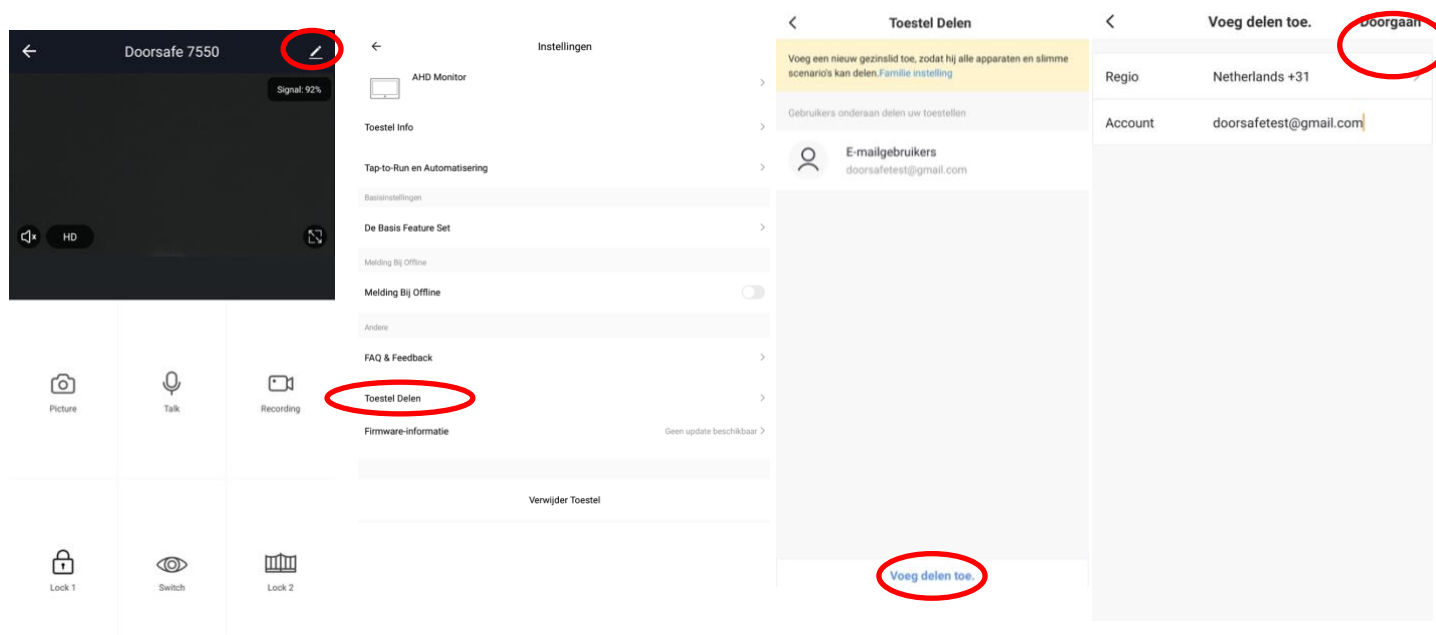 Doorsafe 7550
Signal: 92%
HD
Picture
Talk
Recording
Lock 1
Switch
Lock 2
Instellingen
AHD Monitor
Toestel Info
Tap-to-Run en Automatisering
Basisinstellingen
De Basis Feature Set
Melding Bij Offline
Melding Bij Offline
Andere
FAQ & Feedback
Toestel Delen
Firmware-informatie
Geen update beschikbaar
Verwijder Toestel
Toestel Delen
Voeg een nieuw gezinslid toe, zodat hij alle apparaten en slimme
scenario's kan delen.Familie instelling
Gebruikers onderaan delen uw toestellen
E-mailgebruikers
doorsafetest@gmail.com
Voeg delen toe.
Voeg delen toe.
Doorgaan
Regio
Netherlands +31
Account
doorsafetest@gmail.com